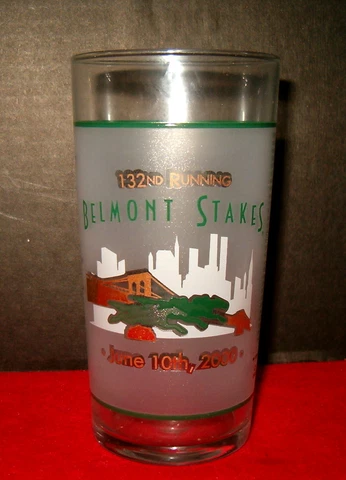 132ND RUNNING
BELMONT STAKES
• June 10th, 2000 •